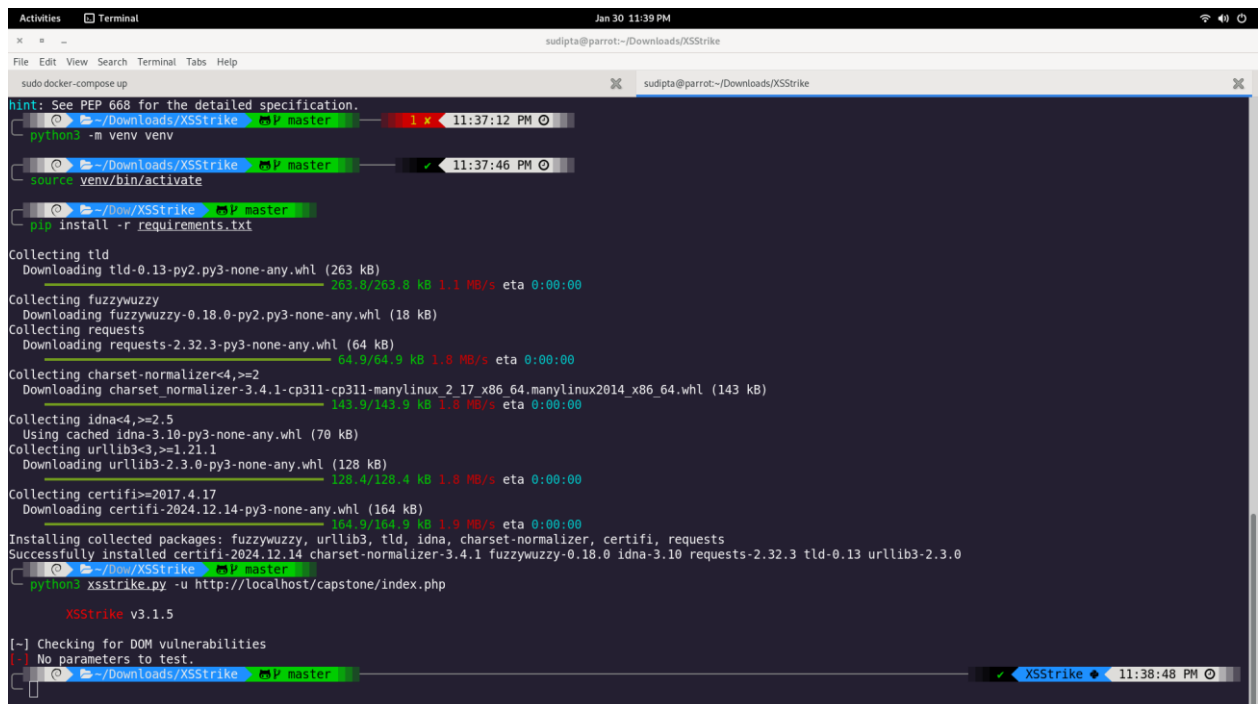 Activities Terminal Jan 30 11:39 PM
sudipta@parrot:~/Downloads/XSStrike
File Edit View Search Terminal Tabs Help
sudo docker-compose up sudipta@parrot:~/Downloads/XSStrike
hint: See PEP 668 for the detailed specification.
~/Downloads/XSStrike master 1 x 11:37:12 PM
python3 -m venv venv
~/Downloads/XSStrike master ✓ 11:37:46 PM
source venv/bin/activate
~/Dow/XSStrike master
pip install -r requirements.txt
Collecting tld
Downloading tld-0.13-py2.py3-none-any.whl (263 kB)
263.8/263.8 kB 1.1 MB/s eta 0:00:00
Collecting fuzzywuzzy
Downloading fuzzywuzzy-0.18.0-py2.py3-none-any.whl (18 kB)
Collecting requests
Downloading requests-2.32.3-py3-none-any.whl (64 kB)
64.9/64.9 kB 1.8 MB/s eta 0:00:00
Collecting charset-normalizer<4,>=2
Downloading charset_normalizer-3.4.1-cp311-cp311-manylinux_2_17_x86_64.manylinux2014_x86_64.whl (143 kB)
143.9/143.9 kB 1.8 MB/s eta 0:00:00
Collecting idna<4,>=2.5
Using cached idna-3.10-py3-none-any.whl (70 kB)
Collecting urllib3<3,>=1.21.1
Downloading urllib3-2.3.0-py3-none-any.whl (128 kB)
128.4/128.4 kB 1.8 MB/s eta 0:00:00
Collecting certifi>=2017.4.17
Downloading certifi-2024.12.14-py3-none-any.whl (164 kB)
164.9/164.9 kB 1.9 MB/s eta 0:00:00
Installing collected packages: fuzzywuzzy, urllib3, tld, idna, charset-normalizer, certifi, requests
Successfully installed certifi-2024.12.14 charset-normalizer-3.4.1 fuzzywuzzy-0.18.0 idna-3.10 requests-2.32.3 tld-0.13 urllib3-2.3.0
~/Dow/XSStrike master
python3 xsstrike.py -u http://localhost/capstone/index.php
XSStrike v3.1.5
[~] Checking for DOM vulnerabilities
[-] No parameters to test.
~/Downloads/XSStrike master ✓ XSStrike 11:38:48 PM